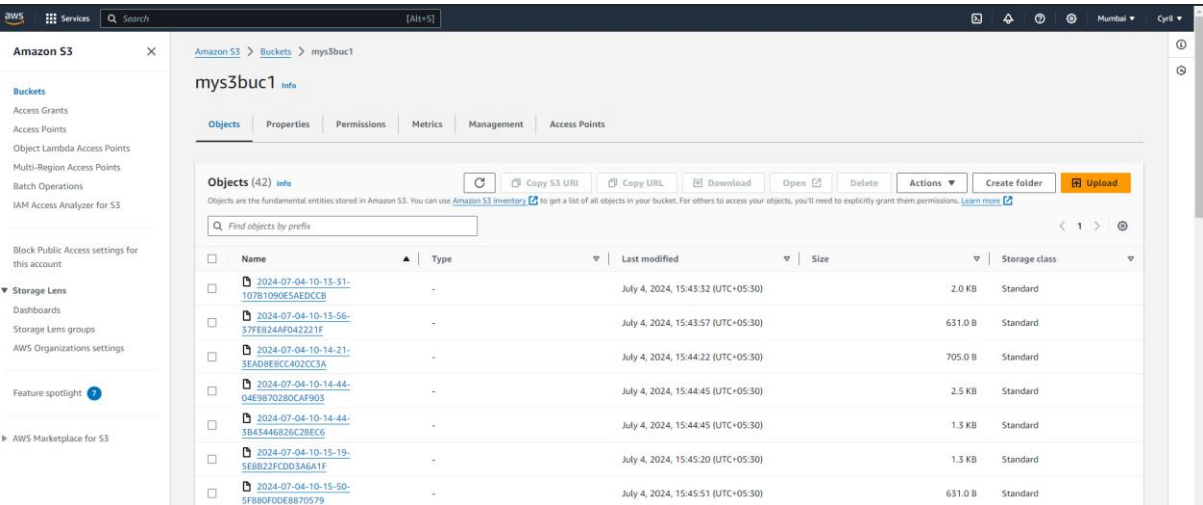 aws Services Search [Alt+S] Mumbai ▼ Cyril ▼
Amazon S3
Buckets
Access Grants
Access Points
Object Lambda Access Points
Multi-Region Access Points
Batch Operations
IAM Access Analyzer for S3
Block Public Access settings for
this account
▼ Storage Lens
Dashboards
Storage Lens groups
AWS Organizations settings
Feature spotlight 7
▶ AWS Marketplace for S3
Amazon S3 > Buckets > mys3buc1
mys3buc1 Info
Objects Properties Permissions Metrics Management Access Points
Objects (42) Info Copy S3 URI Copy URL Download Open Delete Actions ▼ Create folder Upload
Objects are the fundamental entities stored in Amazon S3. You can use Amazon S3 inventory to get a list of all objects in your bucket. For others to access your objects, you'll need to explicitly grant them permissions. Learn more
Find objects by prefix < 1 >
Name Type Last modified Size Storage class
2024-07-04-10-13-31-
107B1090E5AEDCCB - July 4, 2024, 15:43:32 (UTC+05:30) 2.0 KB Standard
2024-07-04-10-13-56-
37FE824AF042221F - July 4, 2024, 15:43:57 (UTC+05:30) 631.0 B Standard
2024-07-04-10-14-21-
3EAD8E8CC402CC3A - July 4, 2024, 15:44:22 (UTC+05:30) 705.0 B Standard
2024-07-04-10-14-44-
04E9870280CAF903 - July 4, 2024, 15:44:45 (UTC+05:30) 2.5 KB Standard
2024-07-04-10-14-44-
3B43446826C2BEC6 - July 4, 2024, 15:44:45 (UTC+05:30) 1.3 KB Standard
2024-07-04-10-15-19-
5E8B22FCDD3A6A1F - July 4, 2024, 15:45:20 (UTC+05:30) 1.3 KB Standard
2024-07-04-10-15-50-
5F880F0DE8870579 - July 4, 2024, 15:45:51 (UTC+05:30) 631.0 B Standard